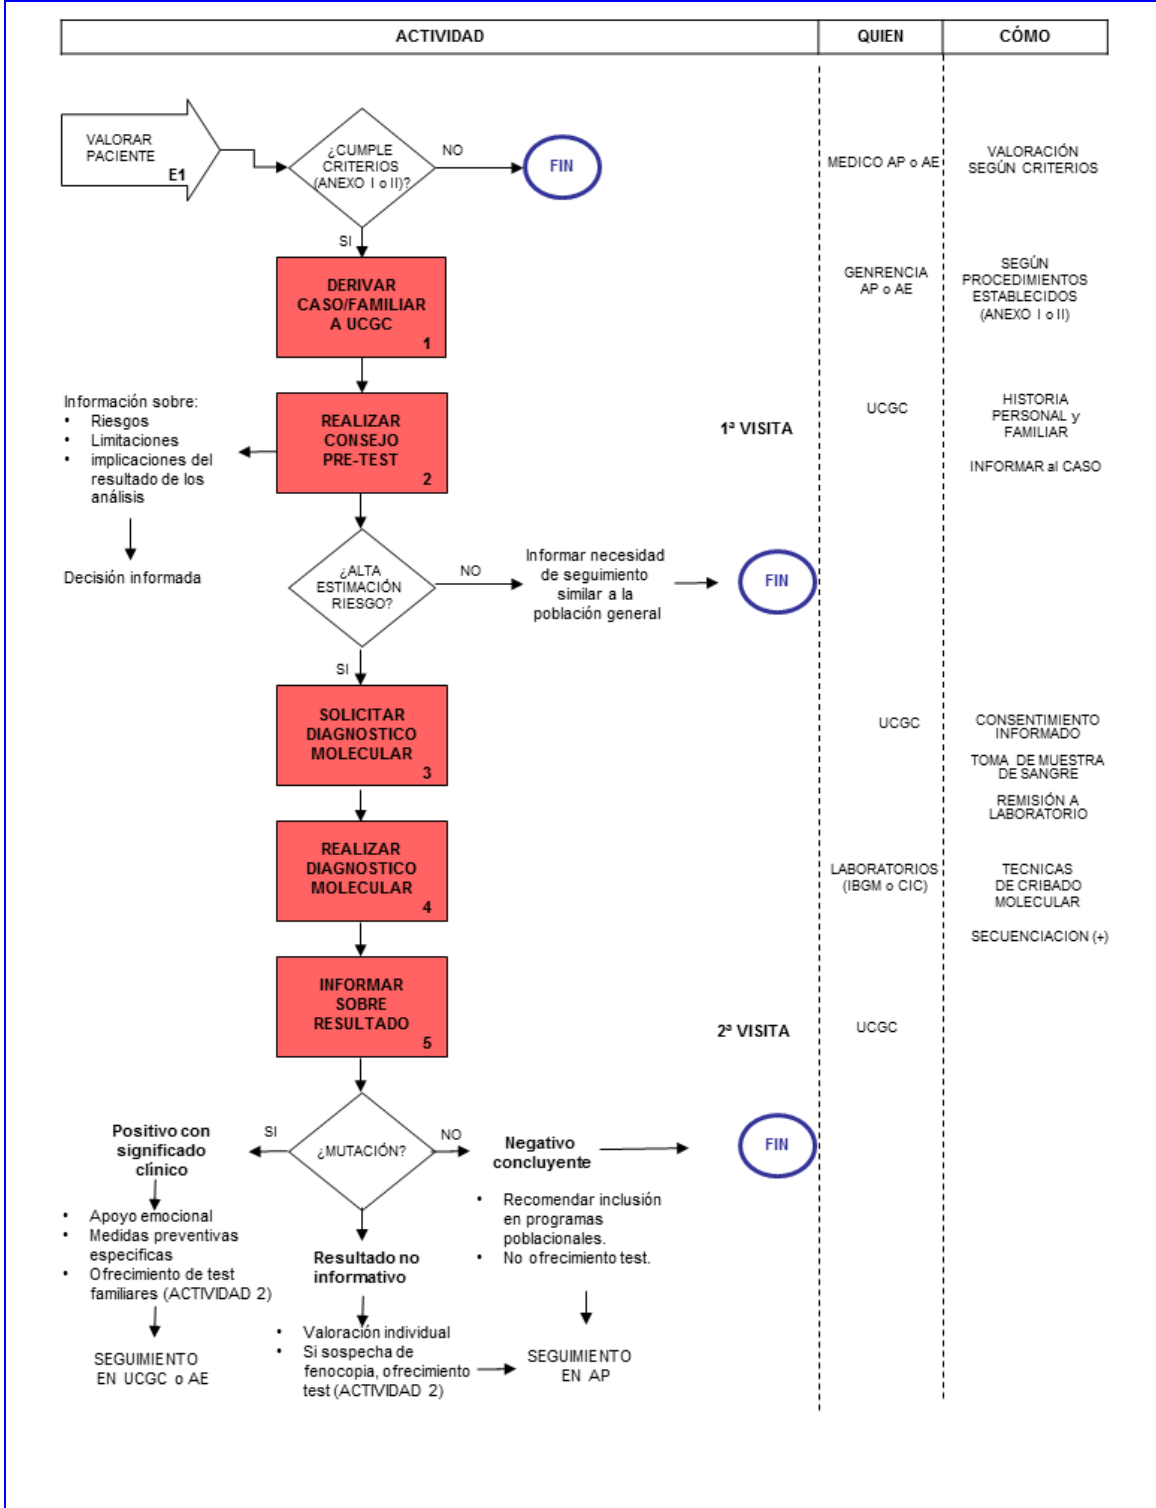 ACTIVIDAD
QUIEN
CÓMO
VALORAR
PACIENTE
E1
¿CUMPLE
CRITERIOS
(ANEXO I o II)?
NO
FIN
MEDICO AP o AE
VALORACIÓN
SEGÚN CRITERIOS
SI
DERIVAR
CASO/FAMILIAR
A UCGC
1
GENRENCIA
AP o AE
SEGÚN
PROCEDIMIENTOS
ESTABLECIDOS
(ANEXO I o II)
Información sobre:
• Riesgos
• Limitaciones
• implicaciones del
resultado de los
análisis
Decisión informada
REALIZAR
CONSEJO
PRE-TEST
2
1ª VISITA
UCGC
HISTORIA
PERSONAL y
FAMILIAR
INFORMAR al CASO
¿ALTA
ESTIMACIÓN
RIESGO?
NO
Informar necesidad
de seguimiento
similar a la
población general
FIN
SI
SOLICITAR
DIAGNOSTICO
MOLECULAR
3
UCGC
CONSENTIMIENTO
INFORMADO
TOMA DE MUESTRA
DE SANGRE
REMISIÓN A
LABORATORIO
REALIZAR
DIAGNOSTICO
MOLECULAR
4
LABORATORIOS
(IBGM o CIC)
TECNICAS
DE CRIBADO
MOLECULAR
SECUENCIACION (+)
INFORMAR
SOBRE
RESULTADO
5
2ª VISITA
UCGC
¿MUTACIÓN?
SI
Positivo con
significado
clínico
• Apoyo emocional
• Medidas preventivas
especificas
• Ofrecimiento de test
familiares (ACTIVIDAD 2)
SEGUIMIENTO
EN UCGC o AE
Resultado no
informativo
• Valoración individual
• Si sospecha de
fenocopia, ofrecimiento
test (ACTIVIDAD 2)
NO
Negativo
concluyente
FIN
• Recomendar inclusión
en programas
poblacionales.
• No ofrecimiento test.
SEGUIMIENTO
EN AP